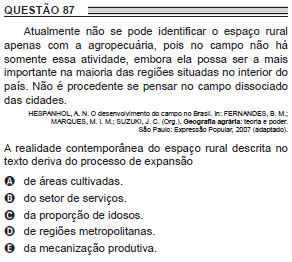 QUESTÃO 87
Atualmente não se pode identificar o espaço rural
apenas com a agropecuária, pois no campo não há
somente essa atividade, embora ela possa ser a mais
importante na maioria das regiões situadas no interior do
país. Não é procedente se pensar no campo dissociado
das cidades.
HESPANHOL, A. N. O desenvolvimento do campo no Brasil. In: FERNANDES, B. M.;
MARQUES, M. I. M.; SUZUKI, J. C. (Org.). Geografia agrária: teoria e poder.
São Paulo: Expressão Popular, 2007 (adaptado).
A realidade contemporânea do espaço rural descrita no
texto deriva do processo de expansão
A de áreas cultivadas.
B do setor de serviços.
C da proporção de idosos.
D de regiões metropolitanas.
E da mecanização produtiva.